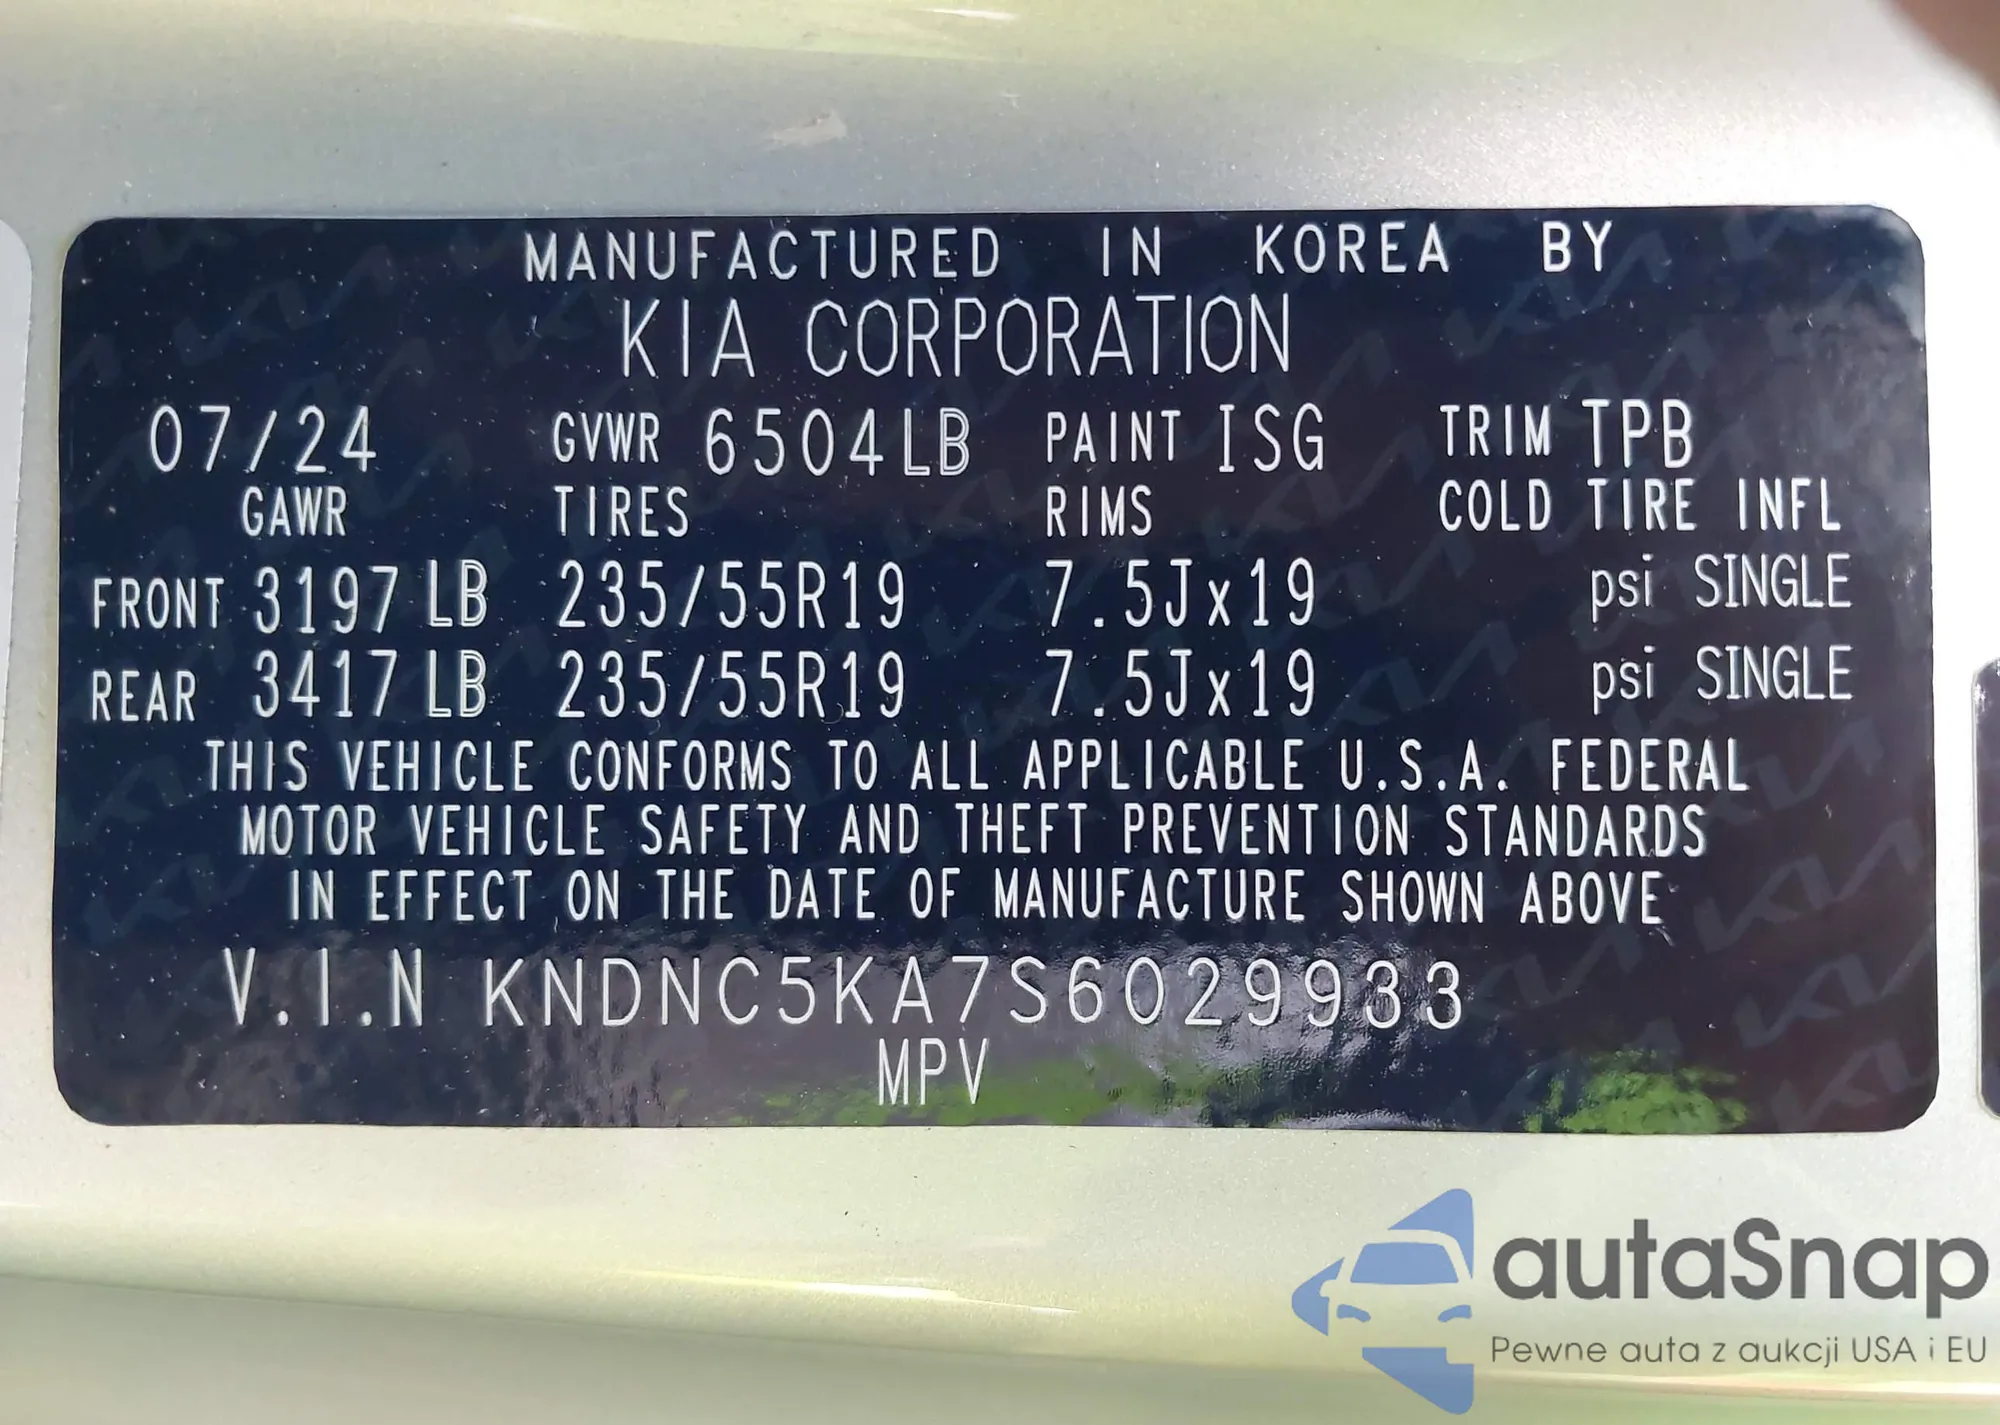 MANUFACTURED IN KOREA BY
KIA CORPORATION
07/24 GVWR 6504LB PAINT ISG TRIM TPB
GAWR TIRES RIMS COLD TIRE INFL
FRONT 3197 LB 235/55R19 7.5Jx19 psi SINGLE
REAR 3417 LB 235/55R19 7.5Jx19 psi SINGLE
THIS VEHICLE CONFORMS TO ALL APPLICABLE U.S.A. FEDERAL
MOTOR VEHICLE SAFETY AND THEFT PREVENTION STANDARDS
IN EFFECT ON THE DATE OF MANUFACTURE SHOWN ABOVE
V.I.N KNDNC5KA7S6029933
MPV
autaSnap
Pewne auta z aukcji USA i EU